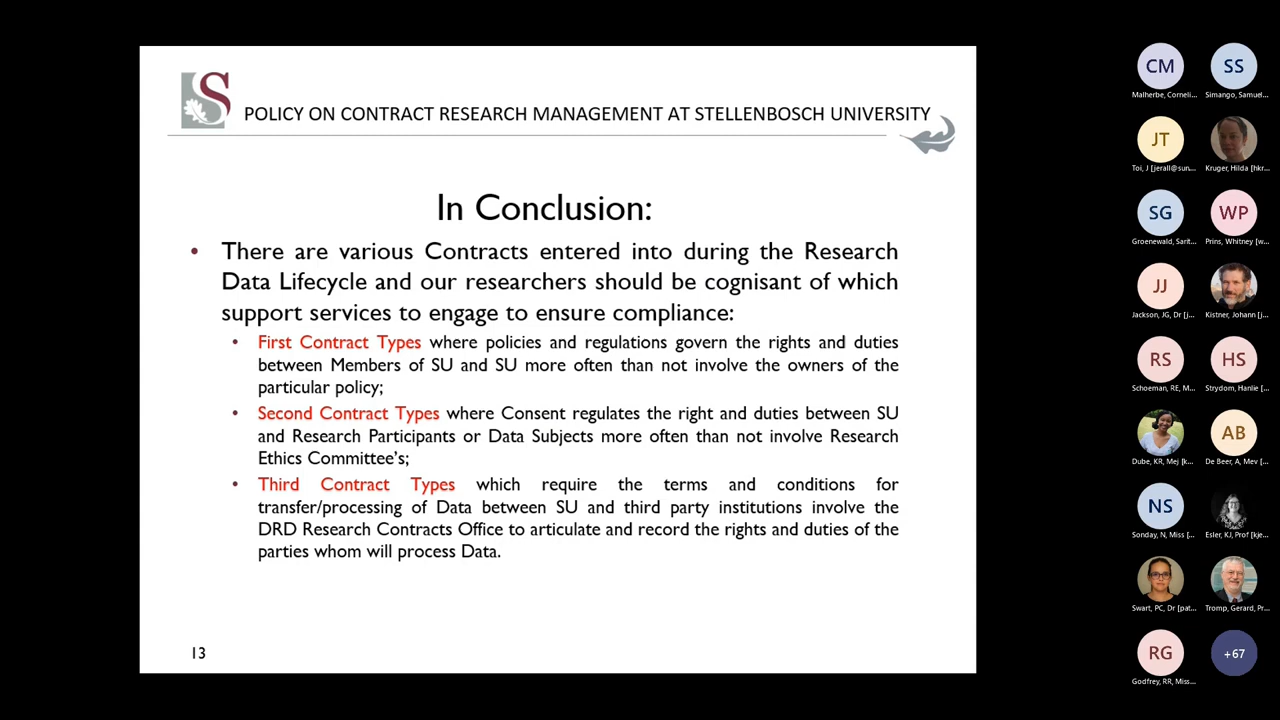 POLICY ON CONTRACT RESEARCH MANAGEMENT AT STELLENBOSCH UNIVERSITY
In Conclusion:
• There are various Contracts entered into during the Research
Data Lifecycle and our researchers should be cognisant of which
support services to engage to ensure compliance:
• First Contract Types where policies and regulations govern the rights and duties
between Members of SU and SU more often than not involve the owners of the
particular policy;
• Second Contract Types where Consent regulates the right and duties between SU
and Research Participants or Data Subjects more often than not involve Research
Ethics Committee's;
• Third Contract Types which require the terms and conditions for
transfer/processing of Data between SU and third party institutions involve the
DRD Research Contracts Office to articulate and record the rights and duties of the
parties whom will process Data.
13
CM SS
Malherbe, Corneli... Simango, Samuel...
JT
Toi, J [jerall@sun,... Kruger, Hilda [hkr...
SG WP
Groenewald, Sarit... Prins, Whitney [w...
JJ
Jackson, JG, Dr [j... Kistner, Johann [j...
RS HS
Schoeman, RE, M... Strydom, Hanlie [...
AB
Dube, KR, Mej [k... De Beer, A, Mev [...
NS
Sonday, N, Miss [... Esler, KJ, Prof [kje...
Swart, PC, Dr [pat... Tromp, Gerard, Pr...
RG +67
Godfrey, RR, Miss...